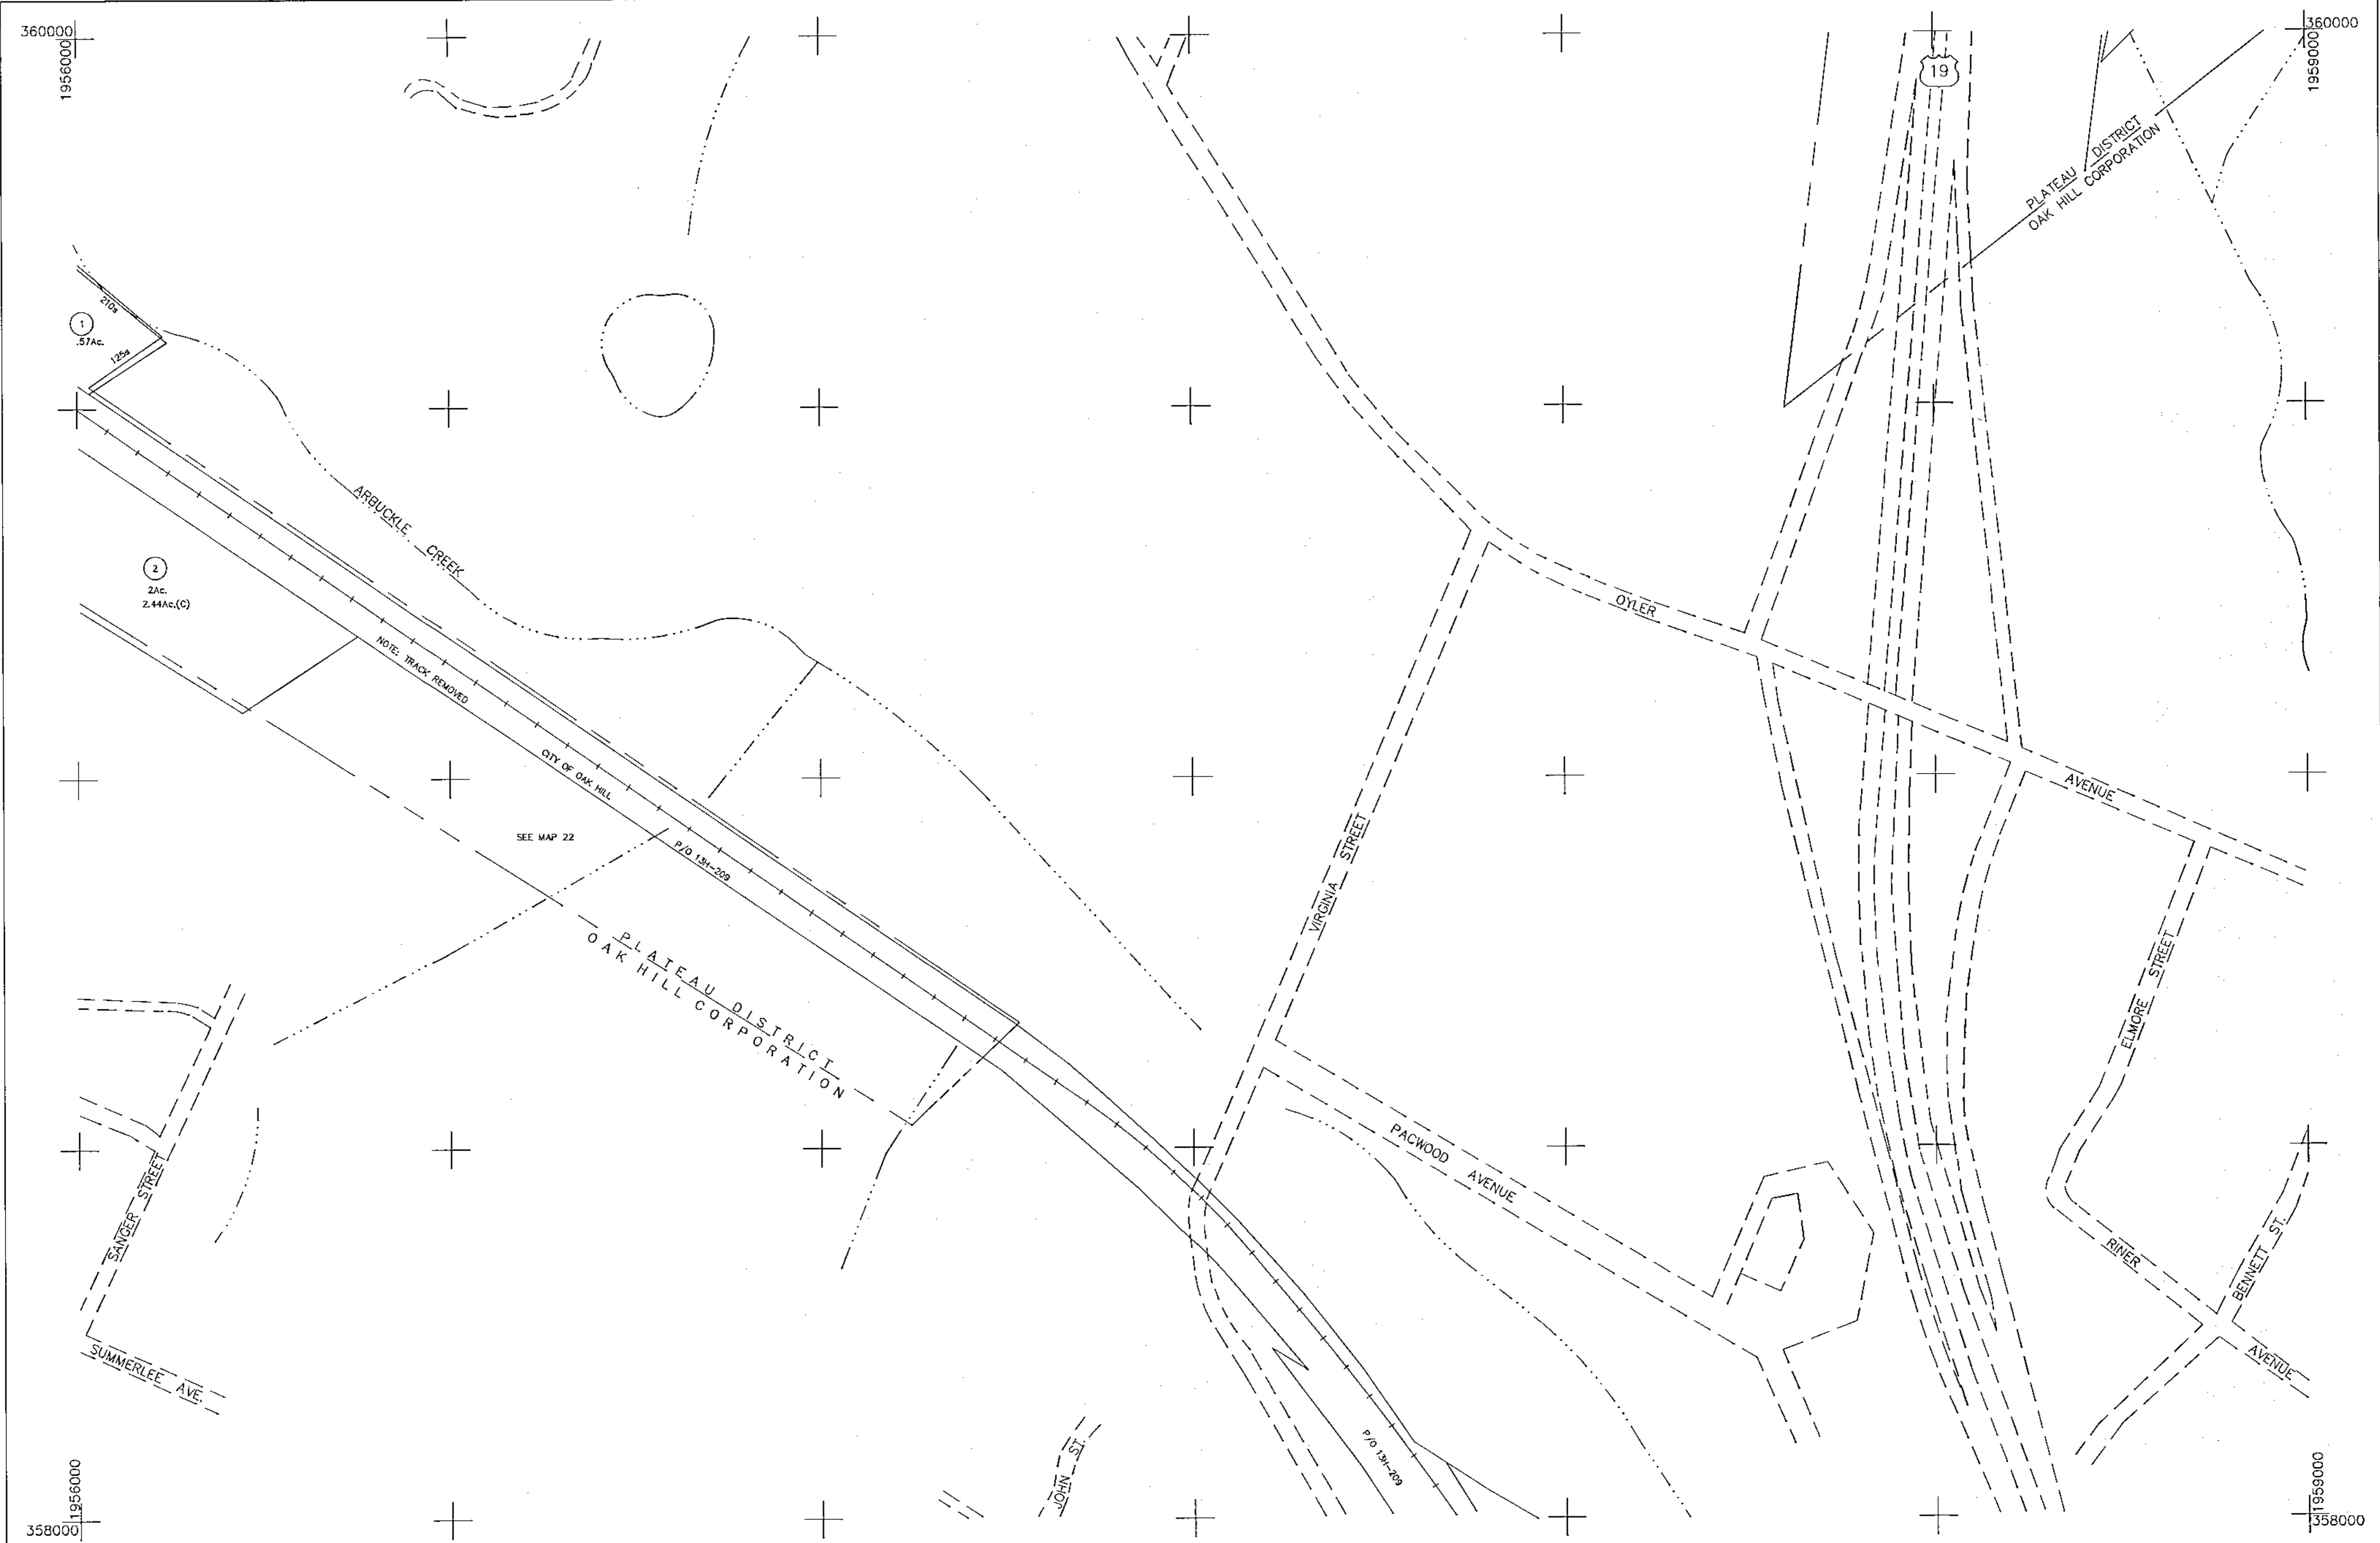 360000
1956000
19
360000
1959000
PLATEAU DISTRICT
OAK HILL CORPORATION
210s
1
.57Ac.
125s
ARBUCKLE CREEK
2
2Ac.
2.44Ac.(C)
NOTE: TRACK REMOVED
OYLER AVENUE
CITY OF OAK HILL
SEE MAP 22
P/O 13H-209
VIRGINIA STREET
PLATEAU DISTRICT
OAK HILL CORPORATION
ELMORE STREET
PACWOOD AVENUE
SANGER STREET
RINER AVENUE
BENNETT ST.
SUMMERLEE AVE.
JOHN ST.
P/O 13H-209
1956000
358000
1959000
358000